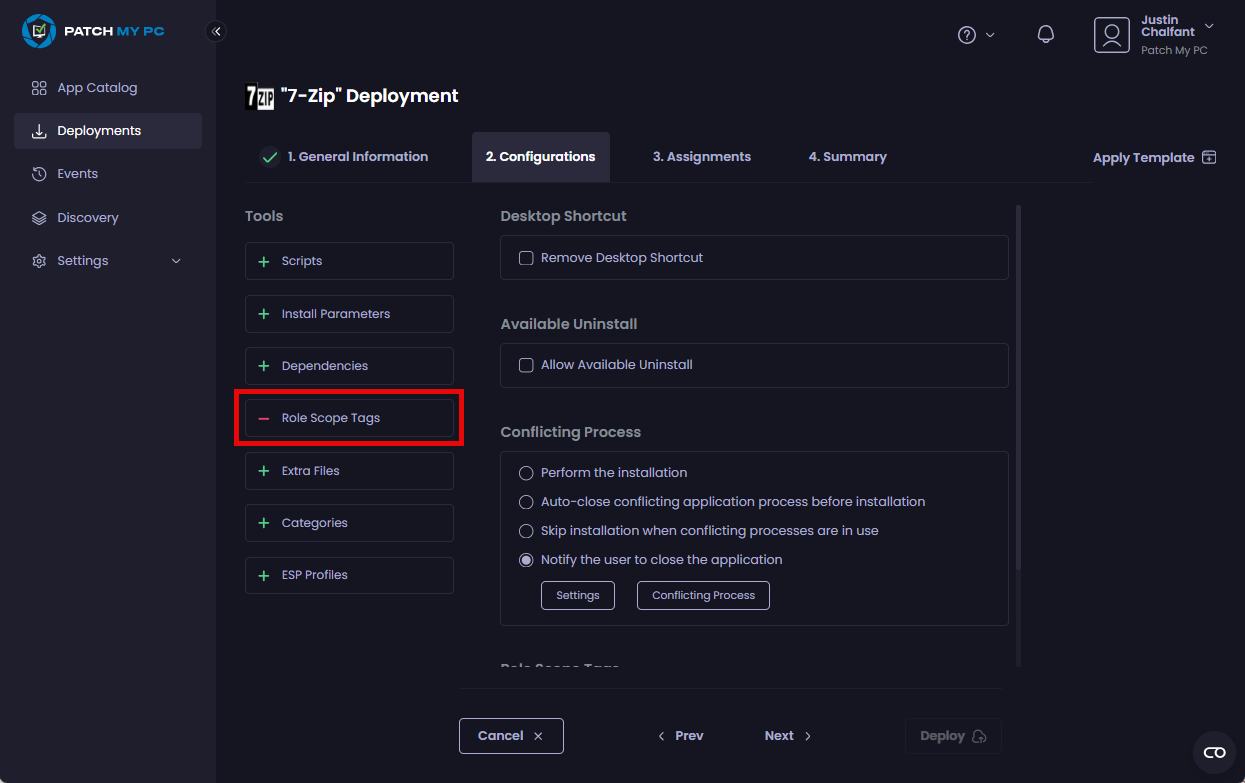 PATCH MY PC
App Catalog
Deployments
Events
Discovery
Settings
Justin
Chalfant
Patch My PC
7ZIP "7-Zip" Deployment
1. General Information
2. Configurations
3. Assignments
4. Summary
Apply Template
Tools
Scripts
Install Parameters
Dependencies
Role Scope Tags
Extra Files
Categories
ESP Profiles
Desktop Shortcut
Remove Desktop Shortcut
Available Uninstall
Allow Available Uninstall
Conflicting Process
Perform the installation
Auto-close conflicting application process before installation
Skip installation when conflicting processes are in use
Notify the user to close the application
Settings
Conflicting Process
Role Scope Tags
Cancel
Prev
Next
Deploy